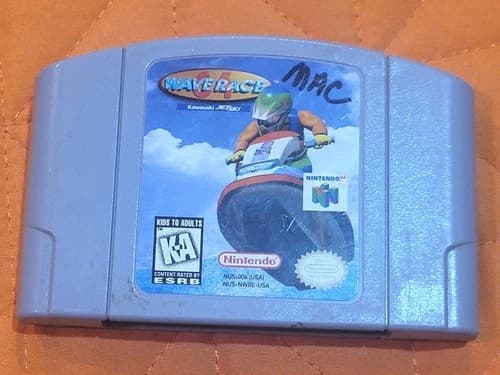 WAVE RACE
64
MAC
Kawasaki JET SKI
NINTENDO 64
N
KIDS TO ADULTS
K-A
CONTENT RATED BY
ESRB
Nintendo
NUS-006 (USA)
NUS-NWRE-USA